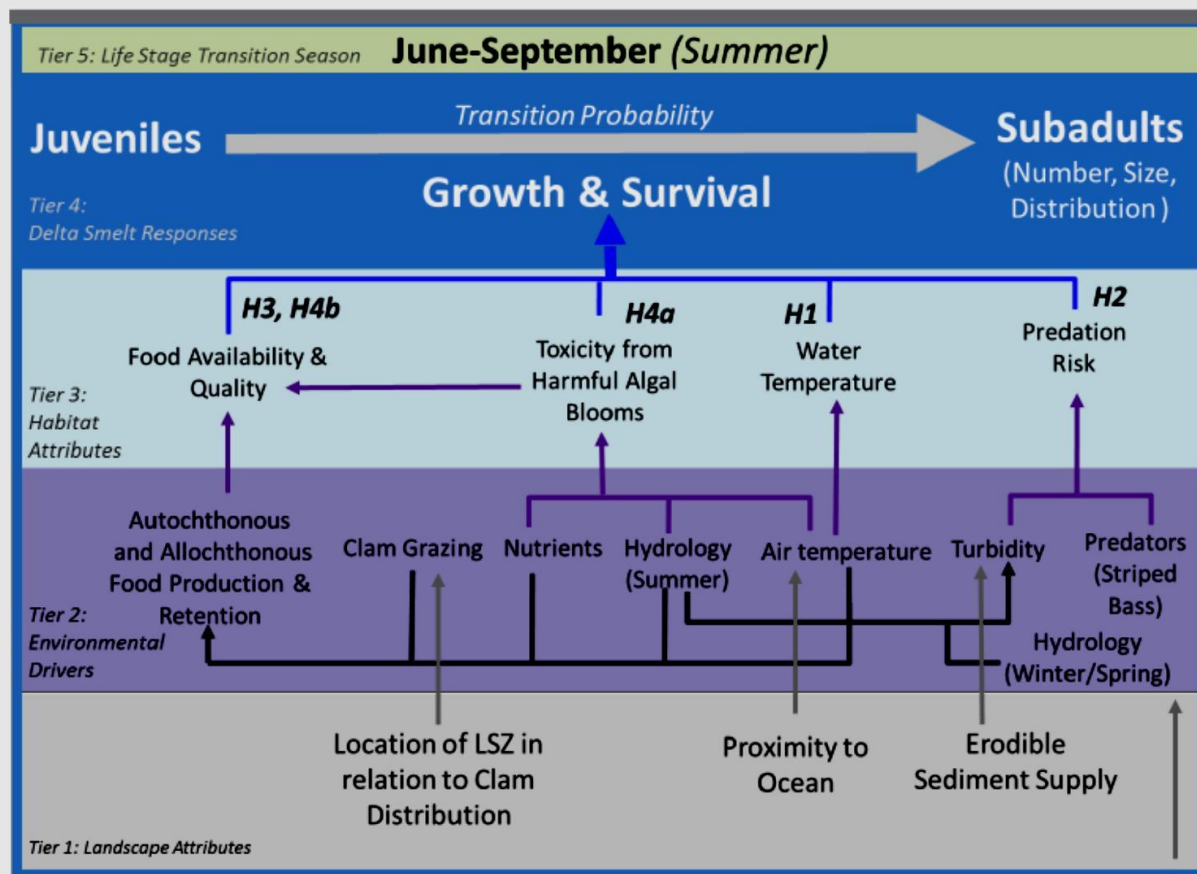 Tier 5: Life Stage Transition Season June-September (Summer)
Transition Probability
Juveniles
Subadults
(Number, Size,
Distribution )
Growth & Survival
Tier 4:
Delta Smelt Responses
H3, H4b
H4a
H1
H2
Food Availability &
Quality
Toxicity from
Harmful Algal
Blooms
Water
Temperature
Predation
Risk
Tier 3:
Habitat
Attributes
Autochthonous
and Allochthonous
Food Production &
Retention
Clam Grazing
Nutrients
Hydrology
(Summer)
Air temperature
Turbidity
Predators
(Striped
Bass)
Hydrology
(Winter/Spring)
Tier 2:
Environmental
Drivers
Location of LSZ in
relation to Clam
Distribution
Proximity to
Ocean
Erodible
Sediment Supply
Tier 1: Landscape Attributes